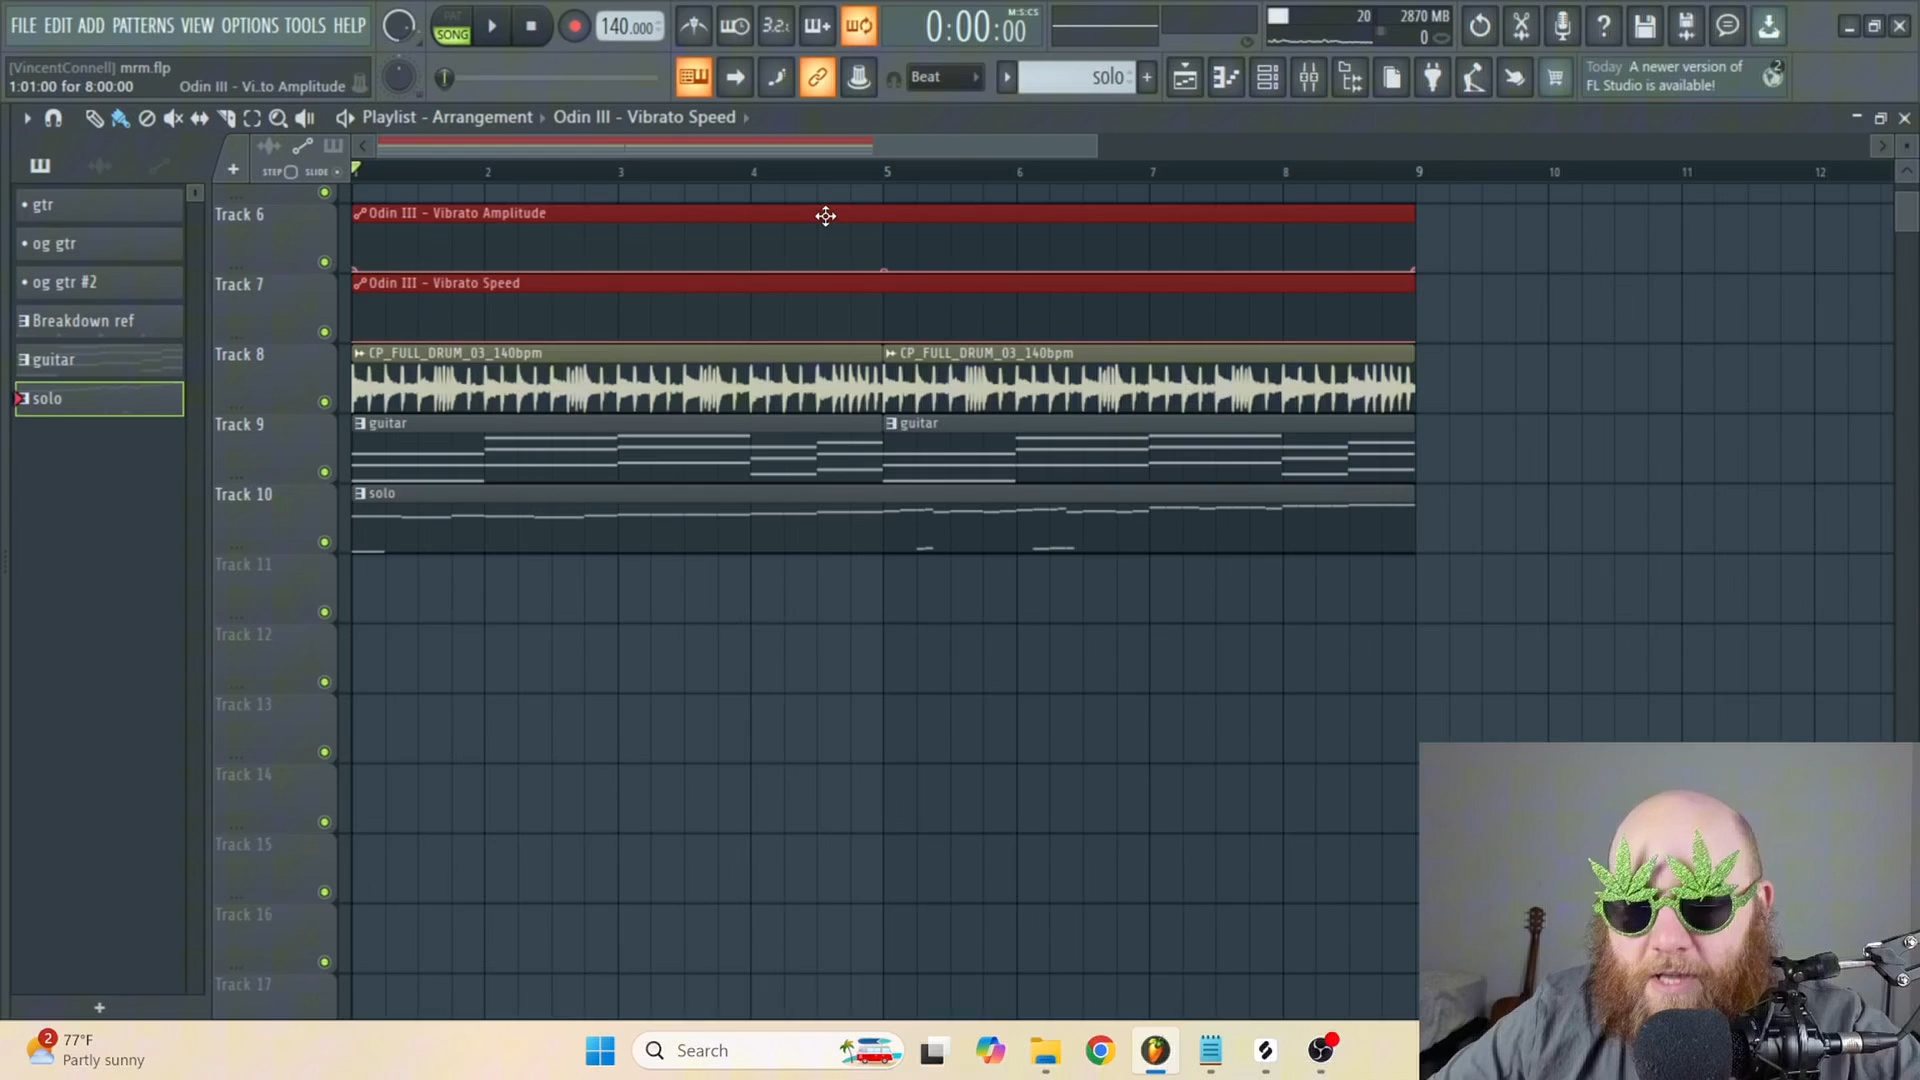 FILE EDIT ADD PATTERNS VIEW OPTIONS TOOLS HELP
PAT
SONG
140.000
3.2
0:00:00
M:S:CS
20
2870 MB
0
[VincentConnell] mrm.flp
1:01:00 for 8:00:00
Odin III - Vi..to Amplitude
Beat
solo
Today A newer version of
FL Studio is available!
2
Playlist - Arrangement › Odin III - Vibrato Speed ›
STEP
SLIDE
1 2 3 4 5 6 7 8 9 10 11 12
gtr
og gtr
og gtr #2
Breakdown ref
guitar
solo
Track 6
Odin III - Vibrato Amplitude
Track 7
Odin III - Vibrato Speed
Track 8
CP_FULL_DRUM_03_140bpm
CP_FULL_DRUM_03_140bpm
Track 9
guitar
guitar
Track 10
solo
Track 11
Track 12
Track 13
Track 14
Track 15
Track 16
Track 17
2
77°F
Partly sunny
Search